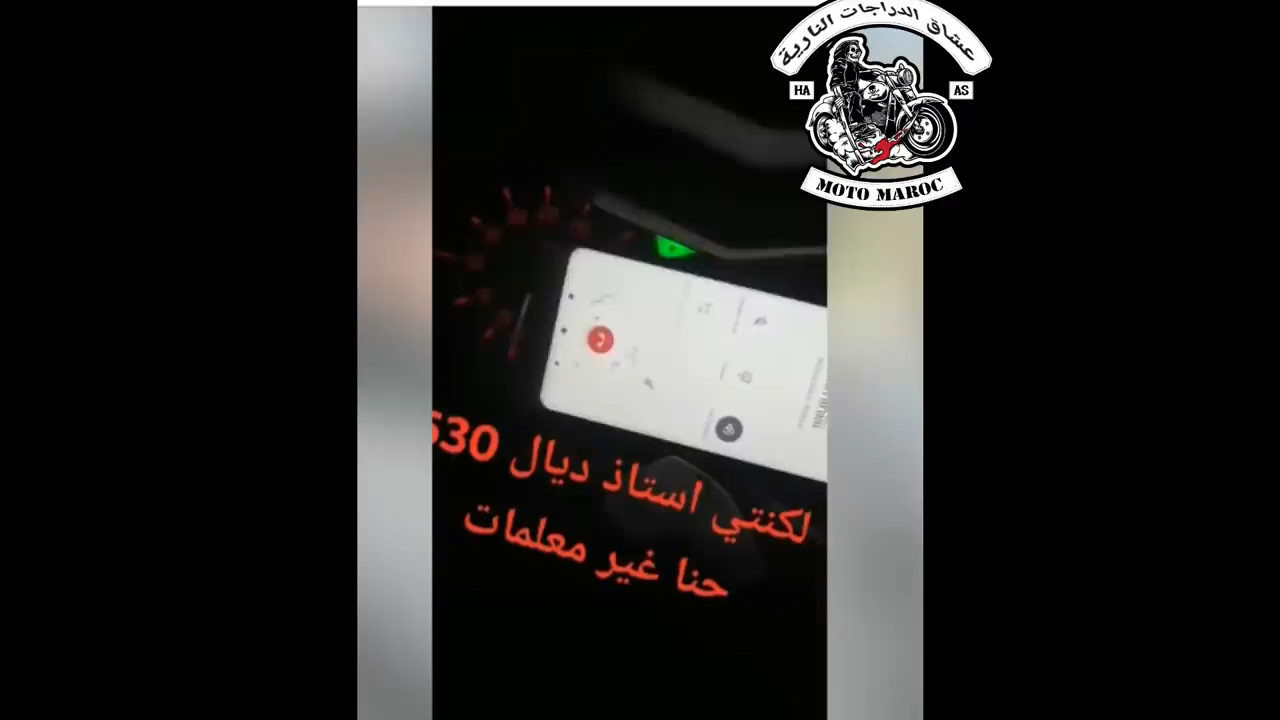 عشاق الدراجات النارية
HA
AS
MOTO MAROC
لكنتي استاذ ديال 530
حنا غير معلمات